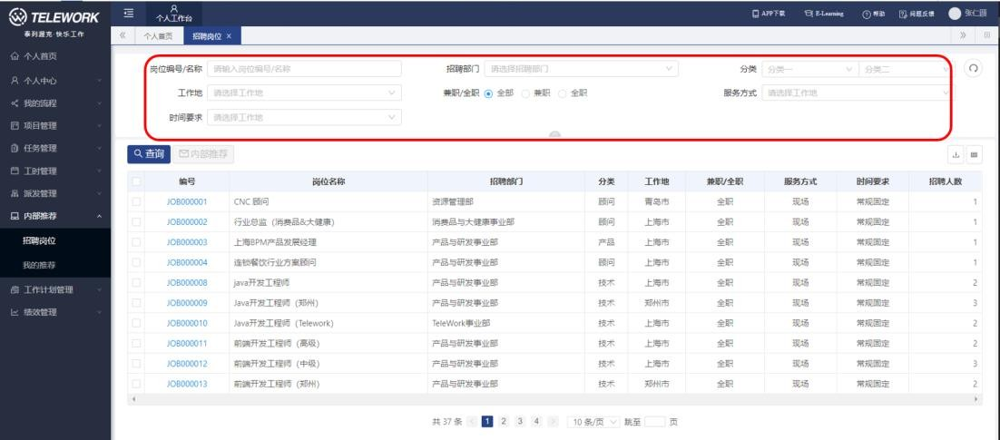 TELEWORK
泰列渥克·快乐工作
个人工作台
APP下载 E-Learning 帮助 问题反馈 张仁颐
个人首页 招聘岗位 ×
个人首页
个人中心
我的流程
项目管理
任务管理
工时管理
派发管理
内部推荐
招聘岗位
我的推荐
工作计划管理
绩效管理
岗位编号/名称 请输入岗位编号/名称 招聘部门 请选择招聘部门 分类 分类一 分类二
工作地 请选择工作地 兼职/全职 全部 兼职 全职 服务方式 请选择工作地
时间要求 请选择工作地
查询 内部推荐
编号 岗位名称 招聘部门 分类 工作地 兼职/全职 服务方式 时间要求 招聘人数
JOB000001 CNC 顾问 资源管理部 顾问 青岛市 全职 现场 常规固定 1
JOB000002 行业总监（消费品&大健康） 消费品与大健康事业部 顾问 上海市 全职 现场 常规固定 1
JOB000003 上海BPM产品发展经理 产品与研发事业部 产品 上海市 全职 现场 常规固定 1
JOB000004 连锁餐饮行业方案顾问 产品与研发事业部 顾问 上海市 全职 现场 常规固定 1
JOB000008 java开发工程师 产品与研发事业部 技术 上海市 全职 现场 常规固定 2
JOB000009 Java开发工程师（郑州） 产品与研发事业部 技术 郑州市 全职 现场 常规固定 3
JOB000010 Java开发工程师（Telework） TeleWork事业部 技术 上海市 全职 现场 常规固定 2
JOB000011 前端开发工程师（高级） 产品与研发事业部 技术 上海市 全职 现场 常规固定 2
JOB000012 前端开发工程师（中级） 产品与研发事业部 技术 上海市 全职 现场 常规固定 3
JOB000013 前端开发工程师（郑州） 产品与研发事业部 技术 郑州市 全职 现场 常规固定 2
共 37 条 < 1 2 3 4 > 10 条/页 跳至 页